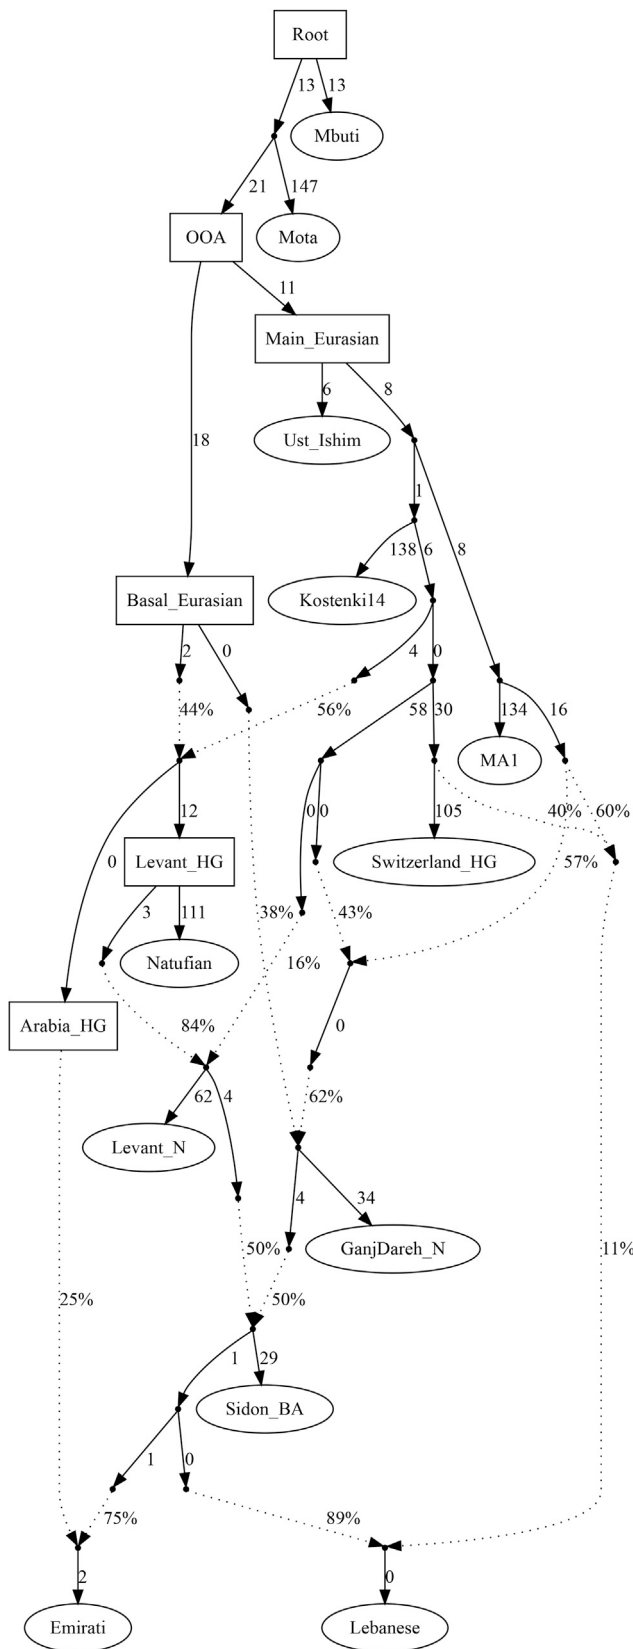 Root
13 13
Mbuti
21 147
OOA Mota
11
Main_Eurasian
6 8
Ust_Ishim
18
1
138 6 8
Basal_Eurasian Kostenki14
2 0 4 0
44% 56% 58 30 134 16
MA1
12 0 0 105 40% 60%
0 Levant_HG Switzerland_HG 57%
3 111 38% 43%
Natufian 16%
Arabia_HG 84% 0
62 4 62%
Levant_N
4 34
50% GanjDareh_N 11%
25% 50%
1 29
Sidon_BA
1 0
75% 89%
2 0
Emirati Lebanese